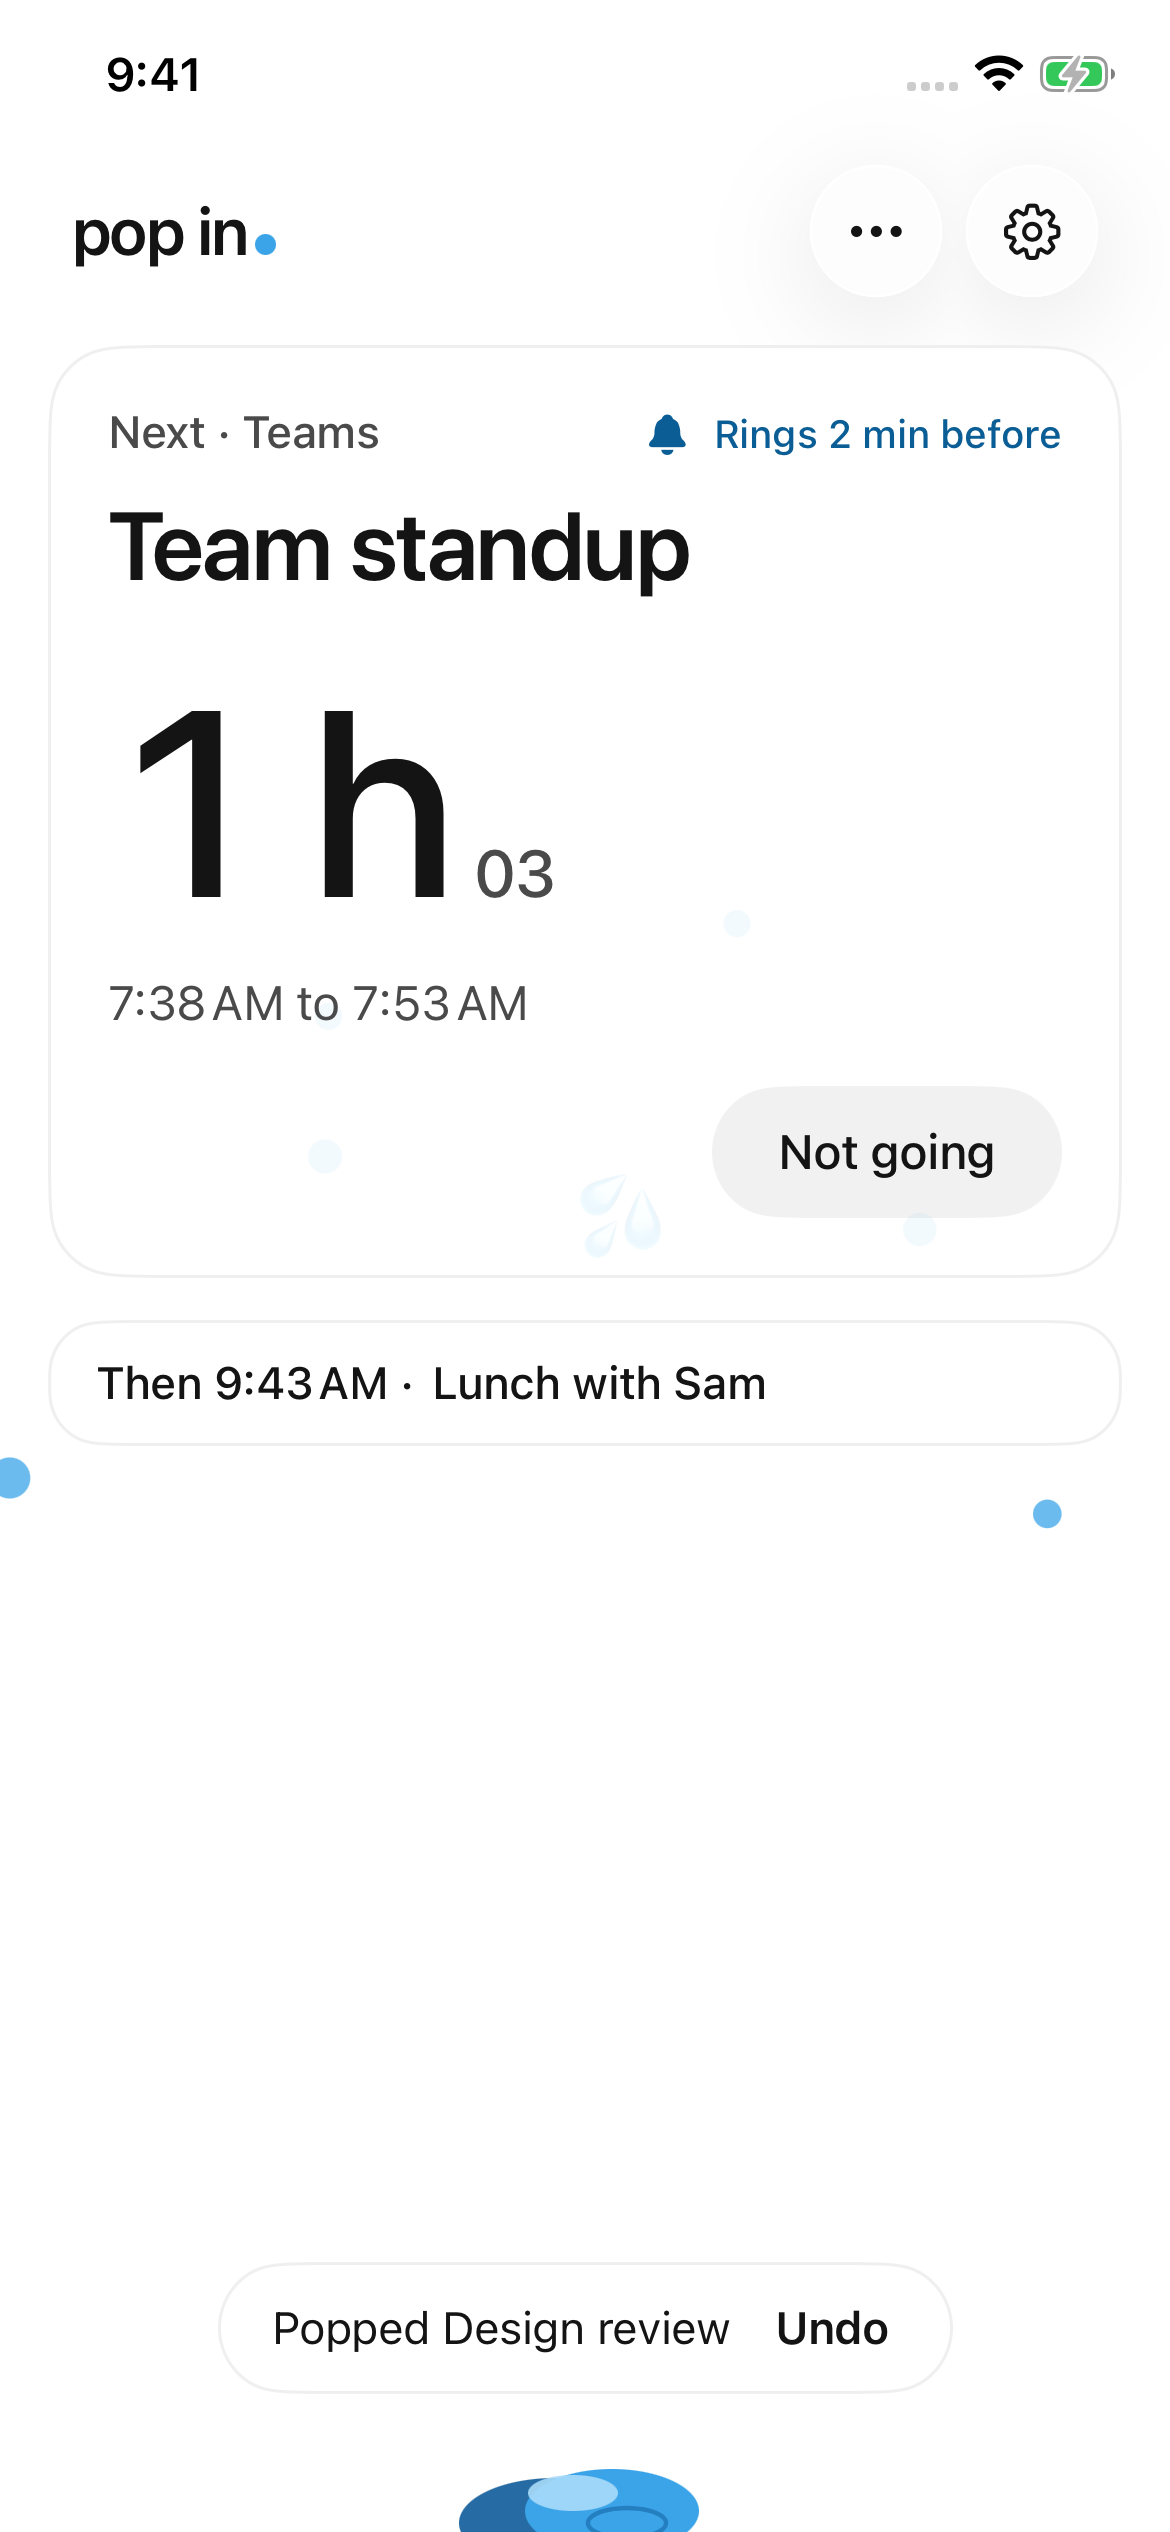 9:41
pop in
Next · Teams
Rings 2 min before
Team standup
1 h 03
7:38 AM to 7:53 AM
Not going
Then 9:43 AM · Lunch with Sam
Popped Design review Undo